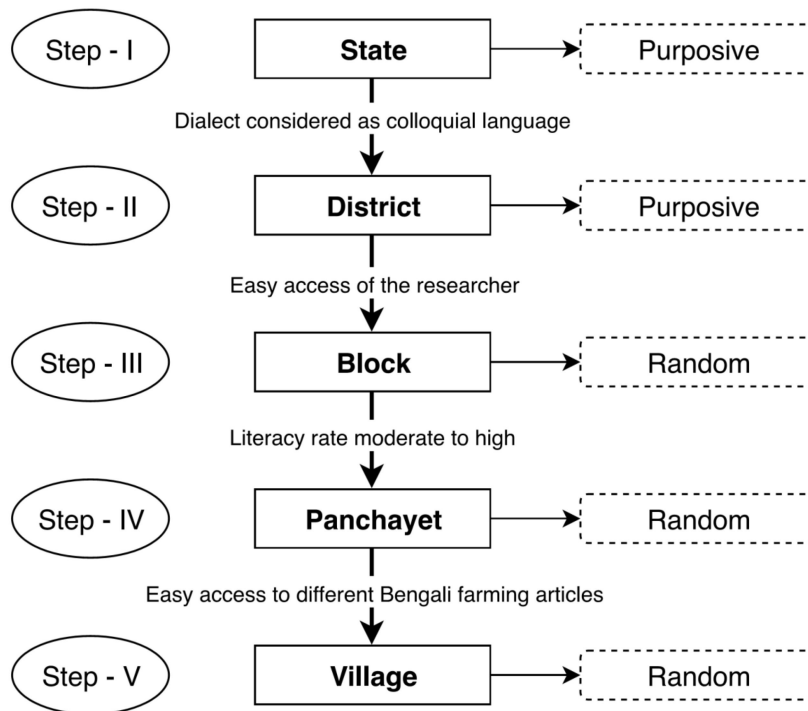 Step - I
State
Purposive
Dialect considered as colloquial language
Step - II
District
Purposive
Easy access of the researcher
Step - III
Block
Random
Literacy rate moderate to high
Step - IV
Panchayet
Random
Easy access to different Bengali farming articles
Step - V
Village
Random